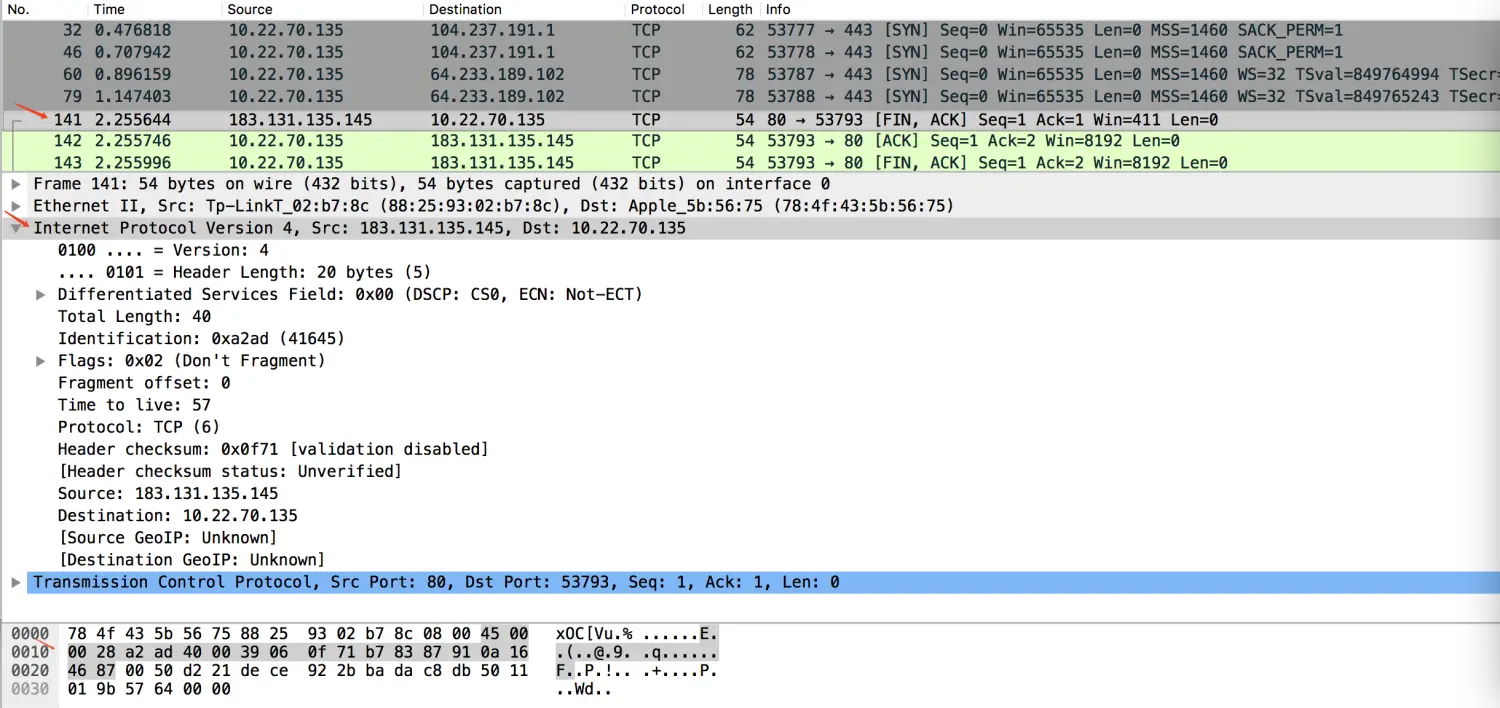 No. Time Source Destination Protocol Length Info
32 0.476818 10.22.70.135 104.237.191.1 TCP 62 53777 → 443 [SYN] Seq=0 Win=65535 Len=0 MSS=1460 SACK_PERM=1
46 0.707942 10.22.70.135 104.237.191.1 TCP 62 53778 → 443 [SYN] Seq=0 Win=65535 Len=0 MSS=1460 SACK_PERM=1
60 0.896159 10.22.70.135 64.233.189.102 TCP 78 53787 → 443 [SYN] Seq=0 Win=65535 Len=0 MSS=1460 WS=32 TSval=849764994 TSecr=
79 1.147403 10.22.70.135 64.233.189.102 TCP 78 53788 → 443 [SYN] Seq=0 Win=65535 Len=0 MSS=1460 WS=32 TSval=849765243 TSecr=
141 2.255644 183.131.135.145 10.22.70.135 TCP 54 80 → 53793 [FIN, ACK] Seq=1 Ack=1 Win=411 Len=0
142 2.255746 10.22.70.135 183.131.135.145 TCP 54 53793 → 80 [ACK] Seq=1 Ack=2 Win=8192 Len=0
143 2.255996 10.22.70.135 183.131.135.145 TCP 54 53793 → 80 [FIN, ACK] Seq=1 Ack=2 Win=8192 Len=0
Frame 141: 54 bytes on wire (432 bits), 54 bytes captured (432 bits) on interface 0
Ethernet II, Src: Tp-LinkT_02:b7:8c (88:25:93:02:b7:8c), Dst: Apple_5b:56:75 (78:4f:43:5b:56:75)
Internet Protocol Version 4, Src: 183.131.135.145, Dst: 10.22.70.135
0100 .... = Version: 4
.... 0101 = Header Length: 20 bytes (5)
Differentiated Services Field: 0x00 (DSCP: CS0, ECN: Not-ECT)
Total Length: 40
Identification: 0xa2ad (41645)
Flags: 0x02 (Don't Fragment)
Fragment offset: 0
Time to live: 57
Protocol: TCP (6)
Header checksum: 0x0f71 [validation disabled]
[Header checksum status: Unverified]
Source: 183.131.135.145
Destination: 10.22.70.135
[Source GeoIP: Unknown]
[Destination GeoIP: Unknown]
Transmission Control Protocol, Src Port: 80, Dst Port: 53793, Seq: 1, Ack: 1, Len: 0
0000 78 4f 43 5b 56 75 88 25 93 02 b7 8c 08 00 45 00 xOC[Vu.% ......E.
0010 00 28 a2 ad 40 00 39 06 0f 71 b7 83 87 91 0a 16 .(..@.9. .q......
0020 46 87 00 50 d2 21 de ce 92 2b ba da c8 db 50 11 F..P.!.. .+....P.
0030 01 9b 57 64 00 00 ..Wd..